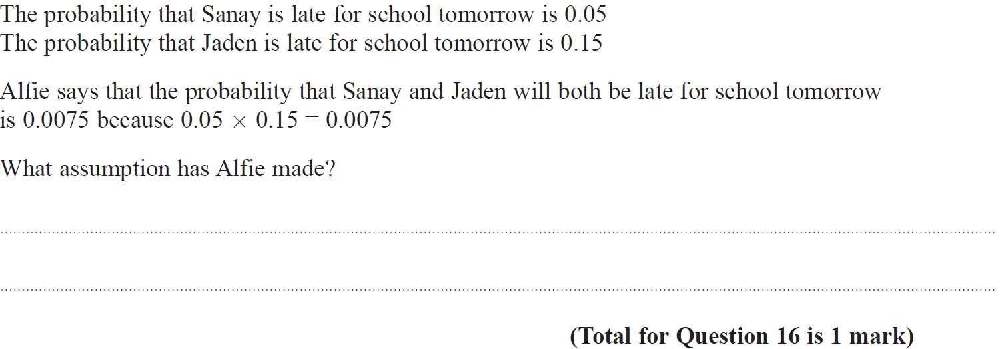 The probability that Sanay is late for school tomorrow is 0.05
The probability that Jaden is late for school tomorrow is 0.15
Alfie says that the probability that Sanay and Jaden will both be late for school tomorrow
is 0.0075 because 0.05 × 0.15 = 0.0075
What assumption has Alfie made?
(Total for Question 16 is 1 mark)